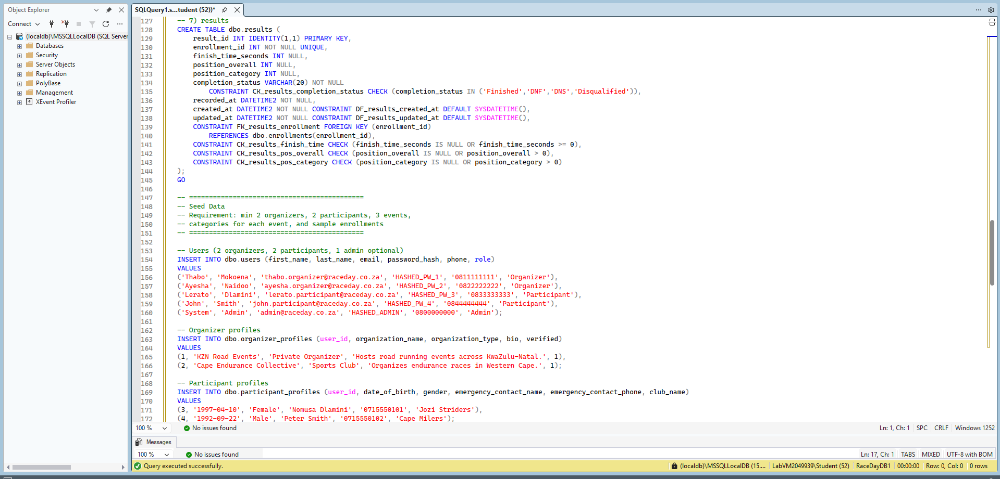 Object Explorer
Connect
(localdb)\MSSQLLocalDB (SQL Server
Databases
Security
Server Objects
Replication
PolyBase
Management
XEvent Profiler
SQLQuery1.s...tudent (52))*
127 -- 7) results
128 CREATE TABLE dbo.results (
129 result_id INT IDENTITY(1,1) PRIMARY KEY,
130 enrollment_id INT NOT NULL UNIQUE,
131 finish_time_seconds INT NULL,
132 position_overall INT NULL,
133 position_category INT NULL,
134 completion_status VARCHAR(20) NOT NULL
135 CONSTRAINT CK_results_completion_status CHECK (completion_status IN ('Finished','DNF','DNS','Disqualified')),
136 recorded_at DATETIME2 NOT NULL,
137 created_at DATETIME2 NOT NULL CONSTRAINT DF_results_created_at DEFAULT SYSDATETIME(),
138 updated_at DATETIME2 NOT NULL CONSTRAINT DF_results_updated_at DEFAULT SYSDATETIME(),
139 CONSTRAINT FK_results_enrollment FOREIGN KEY (enrollment_id)
140 REFERENCES dbo.enrollments(enrollment_id),
141 CONSTRAINT CK_results_finish_time CHECK (finish_time_seconds IS NULL OR finish_time_seconds >= 0),
142 CONSTRAINT CK_results_pos_overall CHECK (position_overall IS NULL OR position_overall > 0),
143 CONSTRAINT CK_results_pos_category CHECK (position_category IS NULL OR position_category > 0)
144 );
145 GO
146
147 -- ============================================
148 -- Seed Data
149 -- Requirement: min 2 organizers, 2 participants, 3 events,
150 -- categories for each event, and sample enrollments
151 -- ============================================
152
153 -- Users (2 organizers, 2 participants, 1 admin optional)
154 INSERT INTO dbo.users (first_name, last_name, email, password_hash, phone, role)
155 VALUES
156 ('Thabo', 'Mokoena', 'thabo.organizer@raceday.co.za', 'HASHED_PW_1', '0811111111', 'Organizer'),
157 ('Ayesha', 'Naidoo', 'ayesha.organizer@raceday.co.za', 'HASHED_PW_2', '0822222222', 'Organizer'),
158 ('Lerato', 'Dlamini', 'lerato.participant@raceday.co.za', 'HASHED_PW_3', '0833333333', 'Participant'),
159 ('John', 'Smith', 'john.participant@raceday.co.za', 'HASHED_PW_4', '0844444444', 'Participant'),
160 ('System', 'Admin', 'admin@raceday.co.za', 'HASHED_ADMIN', '0800000000', 'Admin');
161
162 -- Organizer profiles
163 INSERT INTO dbo.organizer_profiles (user_id, organization_name, organization_type, bio, verified)
164 VALUES
165 (1, 'KZN Road Events', 'Private Organizer', 'Hosts road running events across KwaZulu-Natal.', 1),
166 (2, 'Cape Endurance Collective', 'Sports Club', 'Organizes endurance races in Western Cape.', 1);
167
168 -- Participant profiles
169 INSERT INTO dbo.participant_profiles (user_id, date_of_birth, gender, emergency_contact_name, emergency_contact_phone, club_name)
170 VALUES
171 (3, '1997-04-10', 'Female', 'Nomusa Dlamini', '0715550101', 'Jozi Striders'),
172 (4, '1992-09-22', 'Male', 'Peter Smith', '0715550102', 'Cape Milers');
100 % No issues found Ln: 1, Ch: 1 SPC CRLF Windows 1252
Messages
100 % No issues found Ln: 17, Ch: 1 TABS MIXED UTF-8 with BOM
Query executed successfully. (localdb)\MSSQLLocalDB (15.... LabVM2049939\Student (52) RaceDayDB1 00:00:00 Row: 0, Col: 0 0 rows